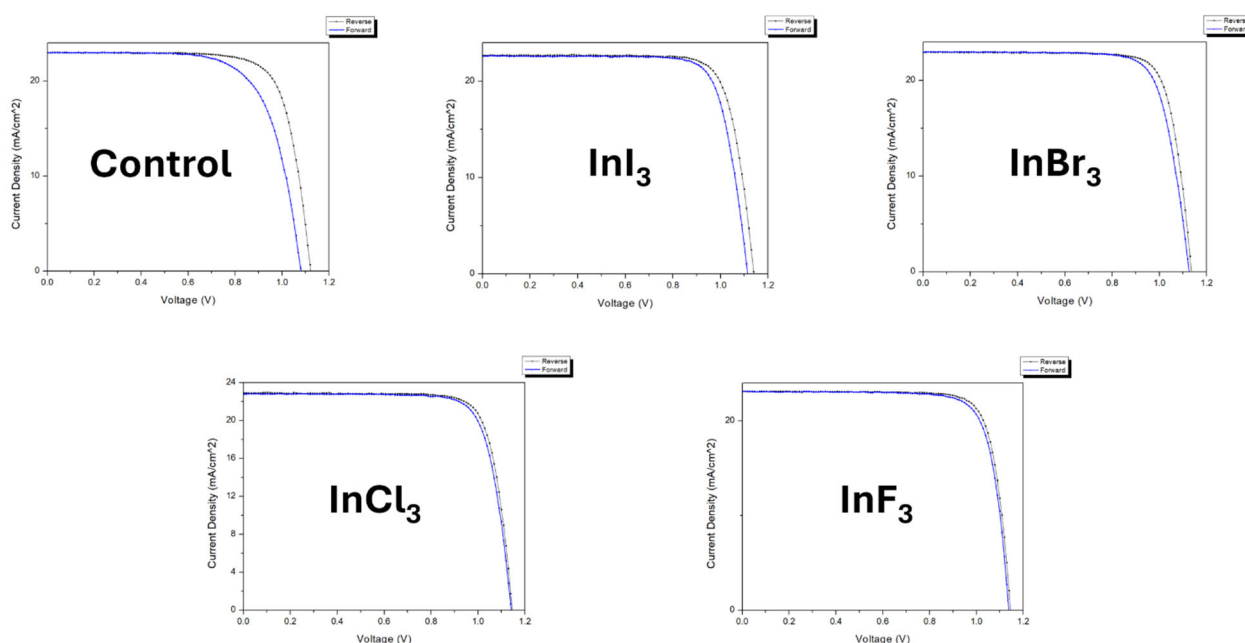 Reverse
Forward
Current Density (mA/cm^2)
20
10
0
Control
0.0 0.2 0.4 0.6 0.8 1.0 1.2
Voltage (V)
Reverse
Forward
Current Density (mA/cm^2)
20
10
0
InI₃
0.0 0.2 0.4 0.6 0.8 1.0 1.2
Voltage (V)
Reverse
Forward
Current Density (mA/cm^2)
20
10
0
InBr₃
0.0 0.2 0.4 0.6 0.8 1.0 1.2
Voltage (V)
Reverse
Forward
Current Density (mA/cm^2)
24
20
16
12
8
4
0
InCl₃
0.0 0.2 0.4 0.6 0.8 1.0 1.2
Voltage (V)
Reverse
Forward
Current Density (mA/cm^2)
20
10
0
InF₃
0.0 0.2 0.4 0.6 0.8 1.0 1.2
Voltage (V)